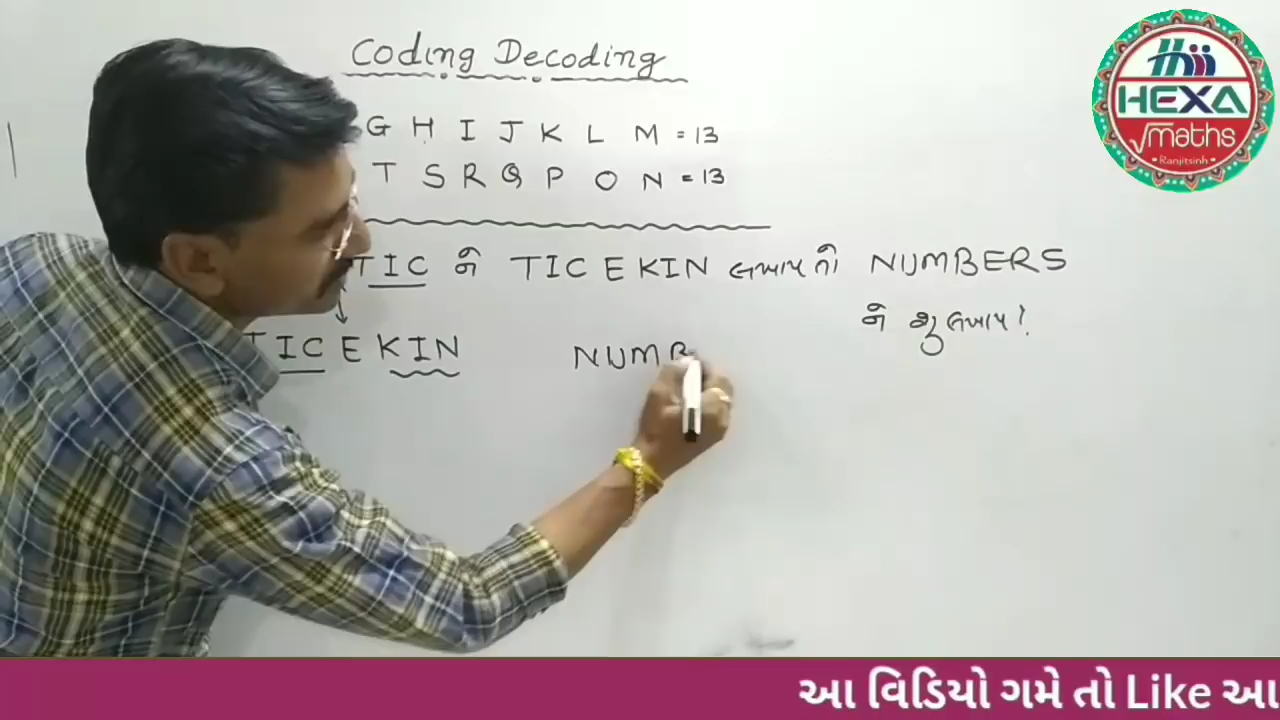 Coding Decoding
G H I J K L M = 13
T S R Q P O N = 13
TIC ને TICEKIN લખાય તો NUMBERS
ને શુ લખાય?
TICEKIN NUMB
HEXA
√maths
Ranjitsinh
આ વિડિયો ગમે તો Like આ